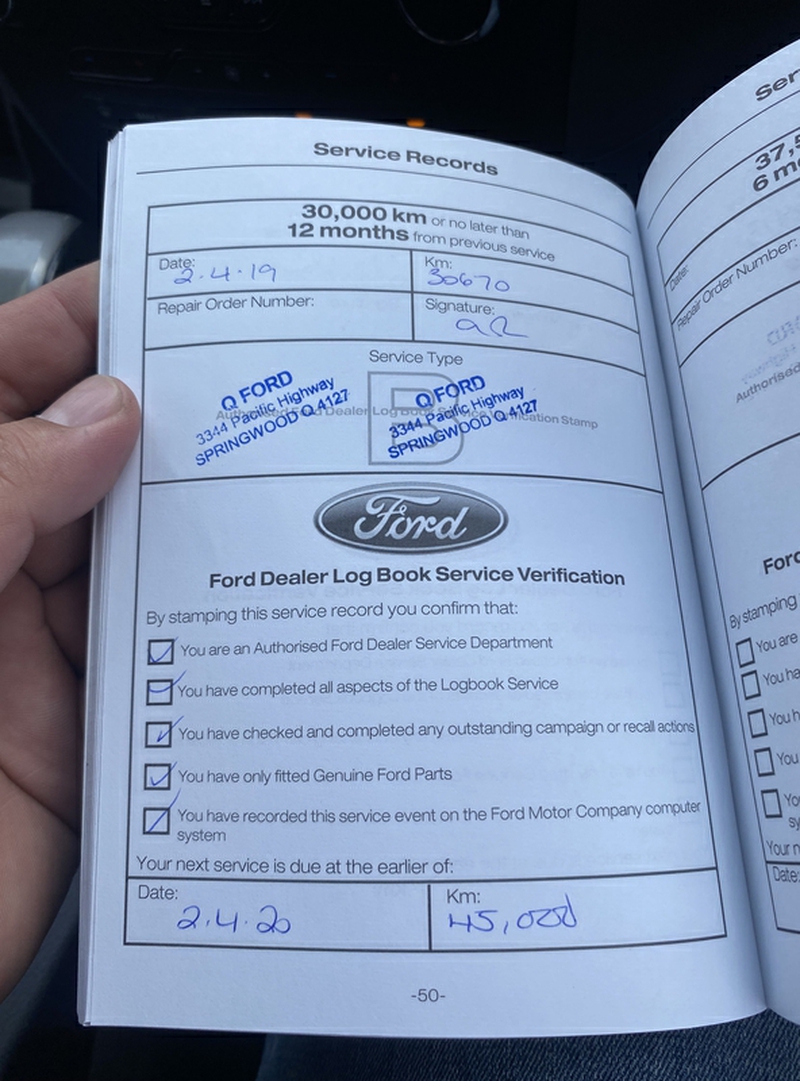 Service Records
30,000 km or no later than
12 months from previous service
Date:
2.4.19
Km:
30670
Repair Order Number:
Signature:
Service Type
B
Q FORD
3344 Pacific Highway
SPRINGWOOD Q 4127
Q FORD
3344 Pacific Highway
SPRINGWOOD Q 4127
Ford
Ford Dealer Log Book Service Verification
By stamping this service record you confirm that:
You are an Authorised Ford Dealer Service Department
You have completed all aspects of the Logbook Service
You have checked and completed any outstanding campaign or recall actions
You have only fitted Genuine Ford Parts
You have recorded this service event on the Ford Motor Company computer
system
Your next service is due at the earlier of:
Date:
2.4.20
Km:
45,000
-50-
6
Date:
Repair Order Number:
Authorised
By stamping
You are
You
Your
Date: